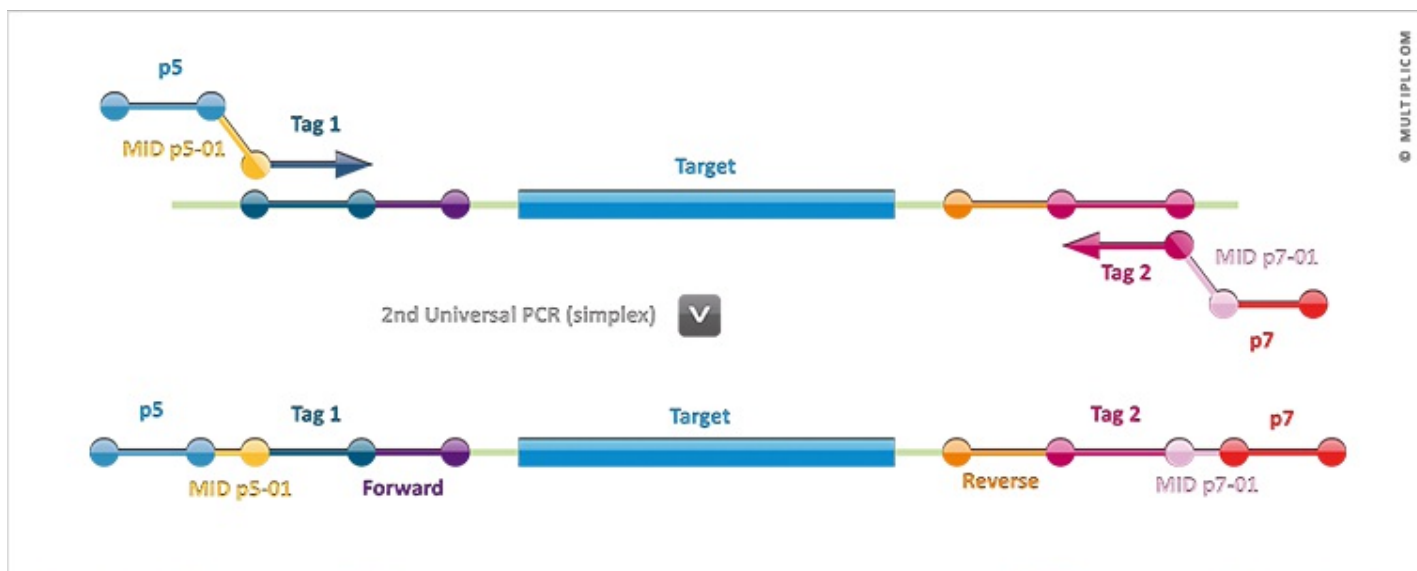 © MULTIPLICOM
p5
Tag 1
MID p5-01
Target
MID p7-01
Tag 2
2nd Universal PCR (simplex)
V
p7
p5
Tag 1
Target
Tag 2
p7
MID p5-01
Forward
Reverse
MID p7-01